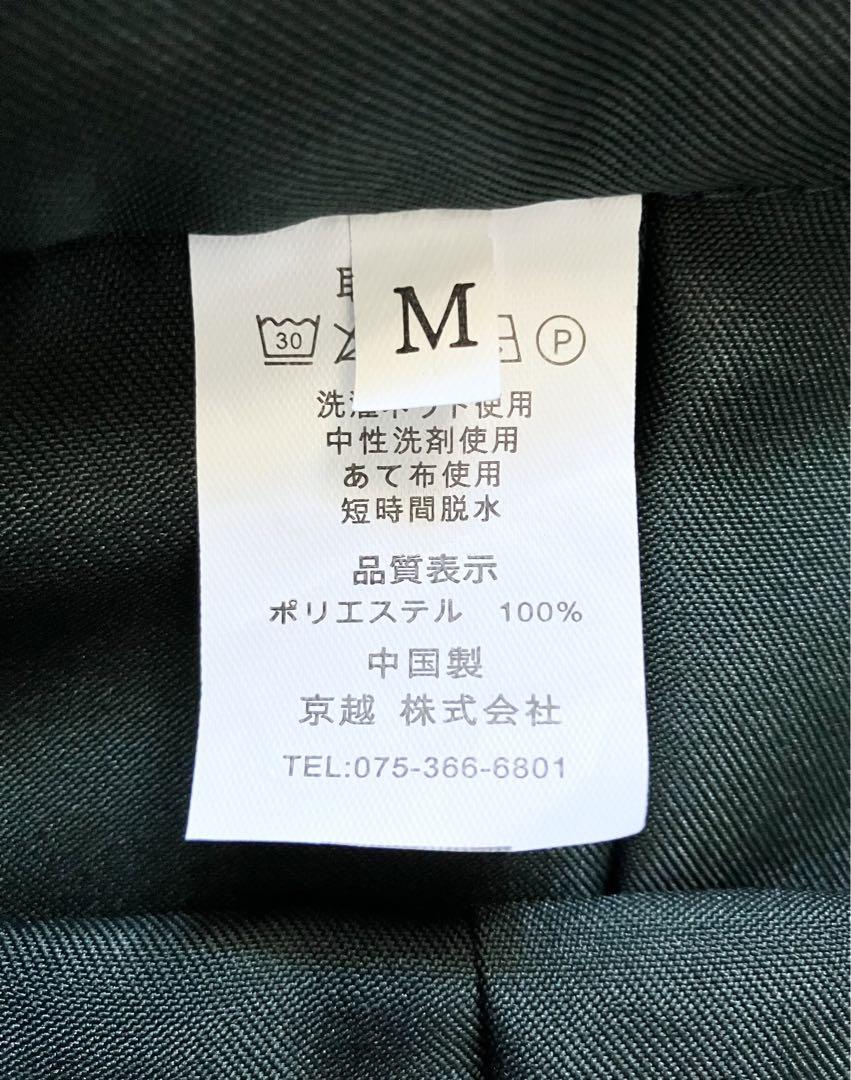 M
30
P
洗濯ネット使用
中性洗剤使用
あて布使用
短時間脱水
品質表示
ポリエステル 100%
中国製
京越 株式会社
TEL:075-366-6801